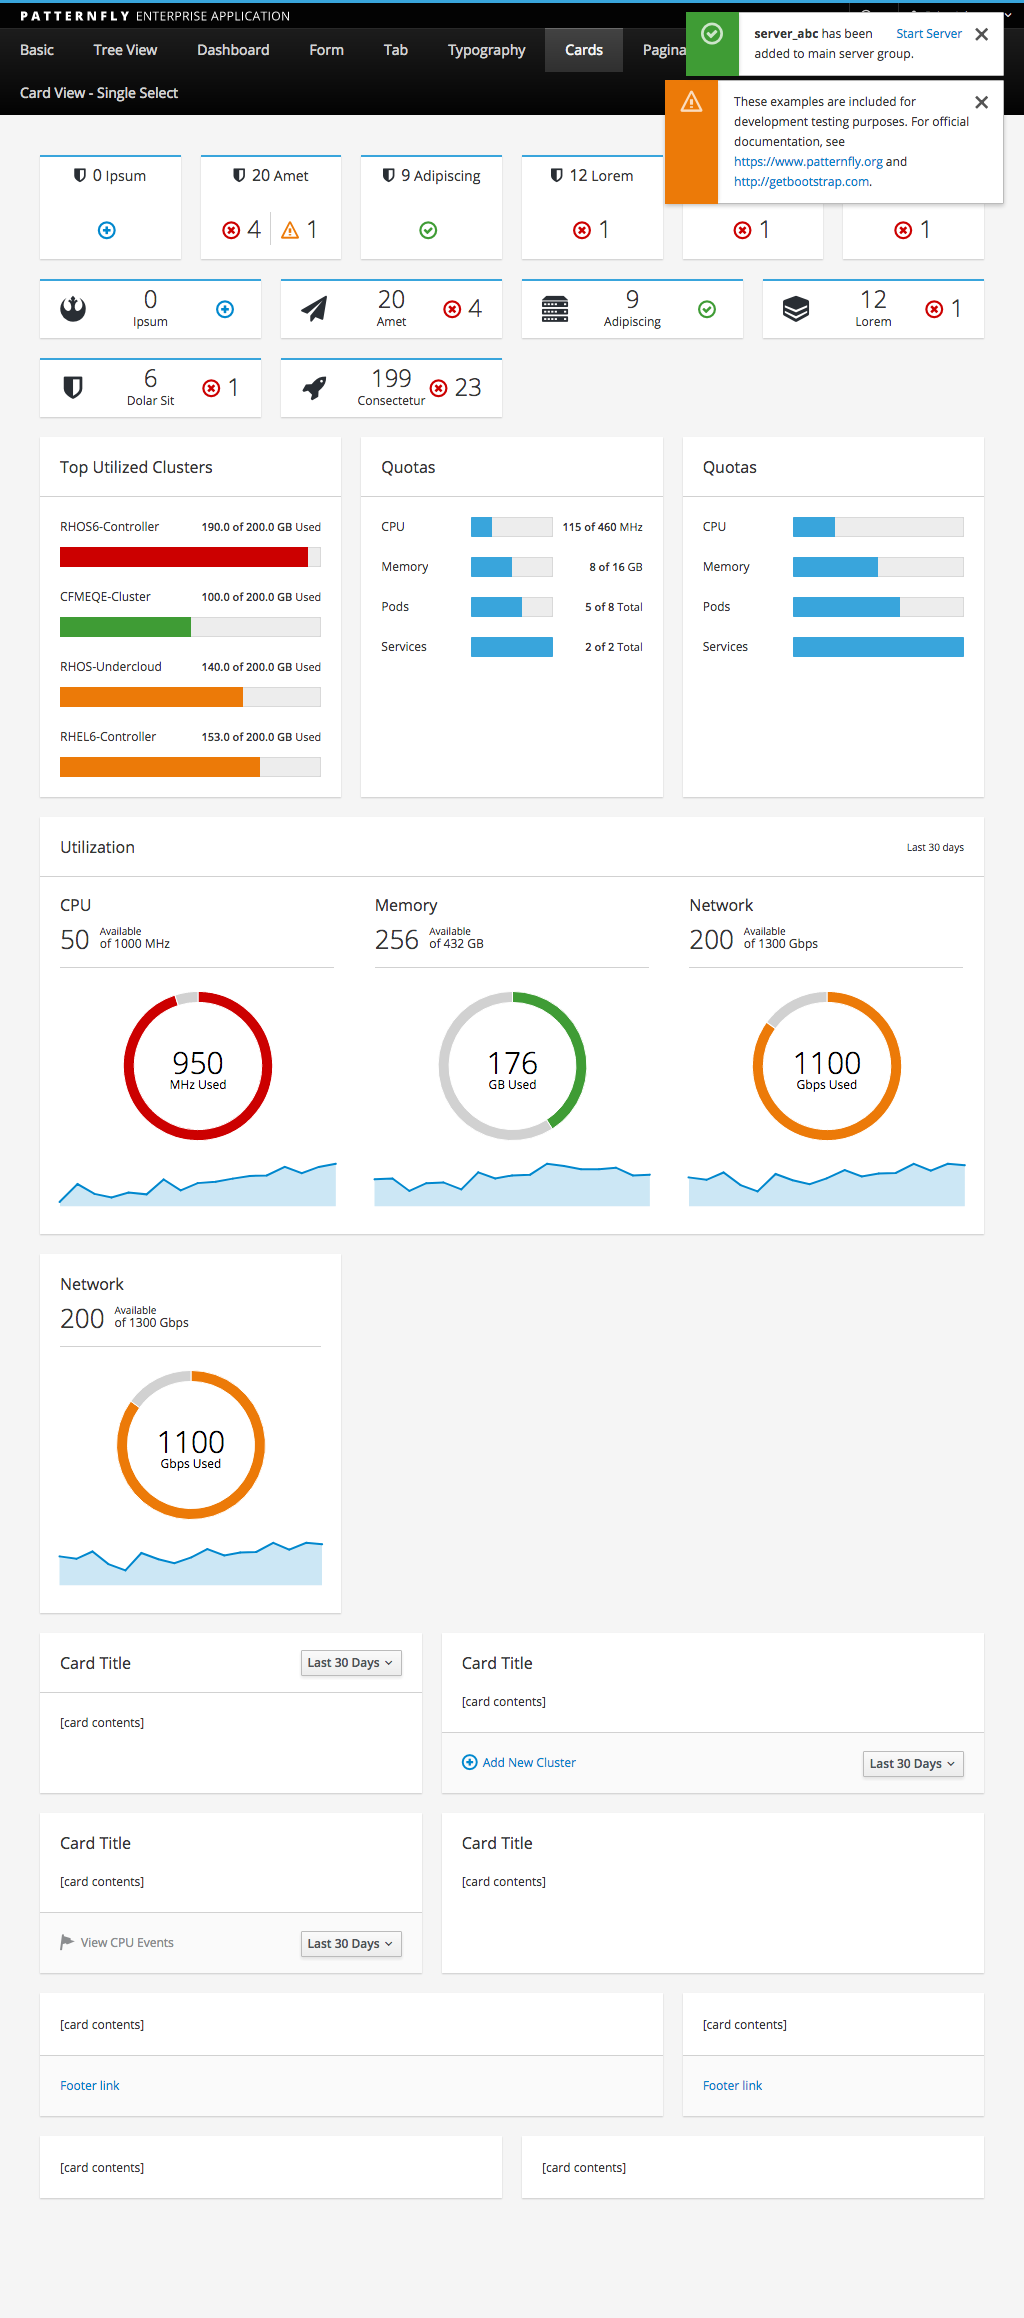 PATTERNFLY ENTERPRISE APPLICATION
Basic Tree View Dashboard Form Tab Typography Cards Pagina
Card View - Single Select
server_abc has been Start Server
added to main server group.
These examples are included for
development testing purposes. For official
documentation, see
https://www.patternfly.org and
http://getbootstrap.com.
0 Ipsum 20 Amet 9 Adipiscing 12 Lorem
4 1 1 1 1
0 20 4 9 12 1
Ipsum Amet Adipiscing Lorem
6 1 199 23
Dolar Sit Consectetur
Top Utilized Clusters
RHOS6-Controller 190.0 of 200.0 GB Used
CFMEQE-Cluster 100.0 of 200.0 GB Used
RHOS-Undercloud 140.0 of 200.0 GB Used
RHEL6-Controller 153.0 of 200.0 GB Used
Quotas
CPU 115 of 460 MHz
Memory 8 of 16 GB
Pods 5 of 8 Total
Services 2 of 2 Total
Quotas
CPU
Memory
Pods
Services
Utilization Last 30 days
CPU
50 Available
of 1000 MHz
950
MHz Used
Memory
256 Available
of 432 GB
176
GB Used
Network
200 Available
of 1300 Gbps
1100
Gbps Used
Network
200 Available
of 1300 Gbps
1100
Gbps Used
Card Title Last 30 Days
[card contents]
Card Title
[card contents]
Add New Cluster Last 30 Days
Card Title
[card contents]
View CPU Events Last 30 Days
Card Title
[card contents]
[card contents]
Footer link
[card contents]
Footer link
[card contents]
[card contents]